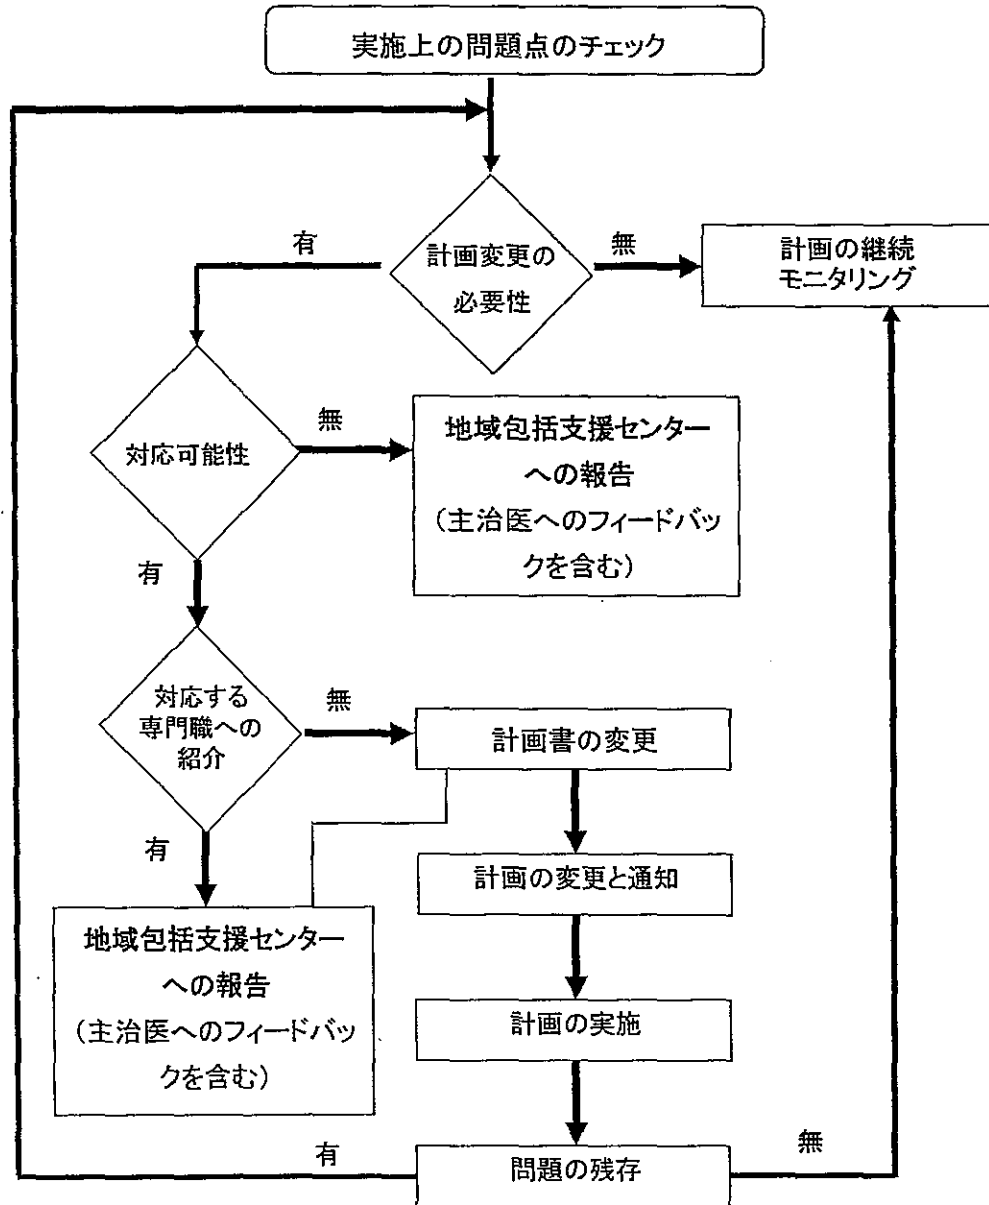 実施上の問題点のチェック
有
計画変更の
必要性
無
計画の継続
モニタリング
対応可能性
無
地域包括支援センター
への報告
（主治医へのフィードバッ
クを含む）
有
対応する
専門職への
紹介
無
計画書の変更
有
計画の変更と通知
地域包括支援センター
への報告
（主治医へのフィードバッ
クを含む）
計画の実施
有
問題の残存
無